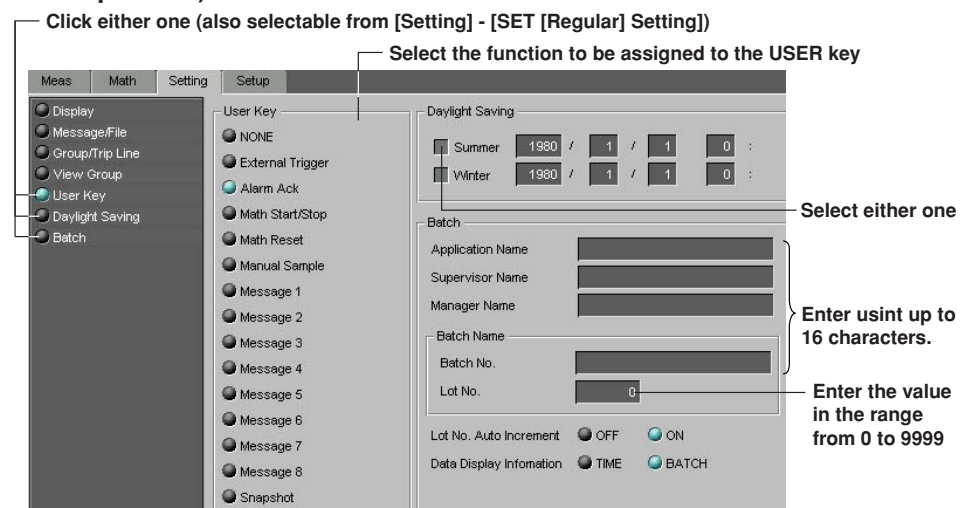 Click either one (also selectable from [Setting] - [SET [Regular] Setting])
Select the function to be assigned to the USER key
Meas Math Setting Setup
Display
Message/File
Group/Trip Line
View Group
User Key
Daylight Saving
Batch
User Key
NONE
External Trigger
Alarm Ack
Math Start/Stop
Math Reset
Manual Sample
Message 1
Message 2
Message 3
Message 4
Message 5
Message 6
Message 7
Message 8
Snapshot
Daylight Saving
Summer 1980 / 1 / 1 0 :
Winter 1980 / 1 / 1 0 :
Select either one
Batch
Application Name
Supervisor Name
Manager Name
Enter usint up to
16 characters.
Batch Name
Batch No.
Lot No. 0
Enter the value
in the range
from 0 to 9999
Lot No. Auto Increment OFF ON
Data Display Infomation TIME BATCH